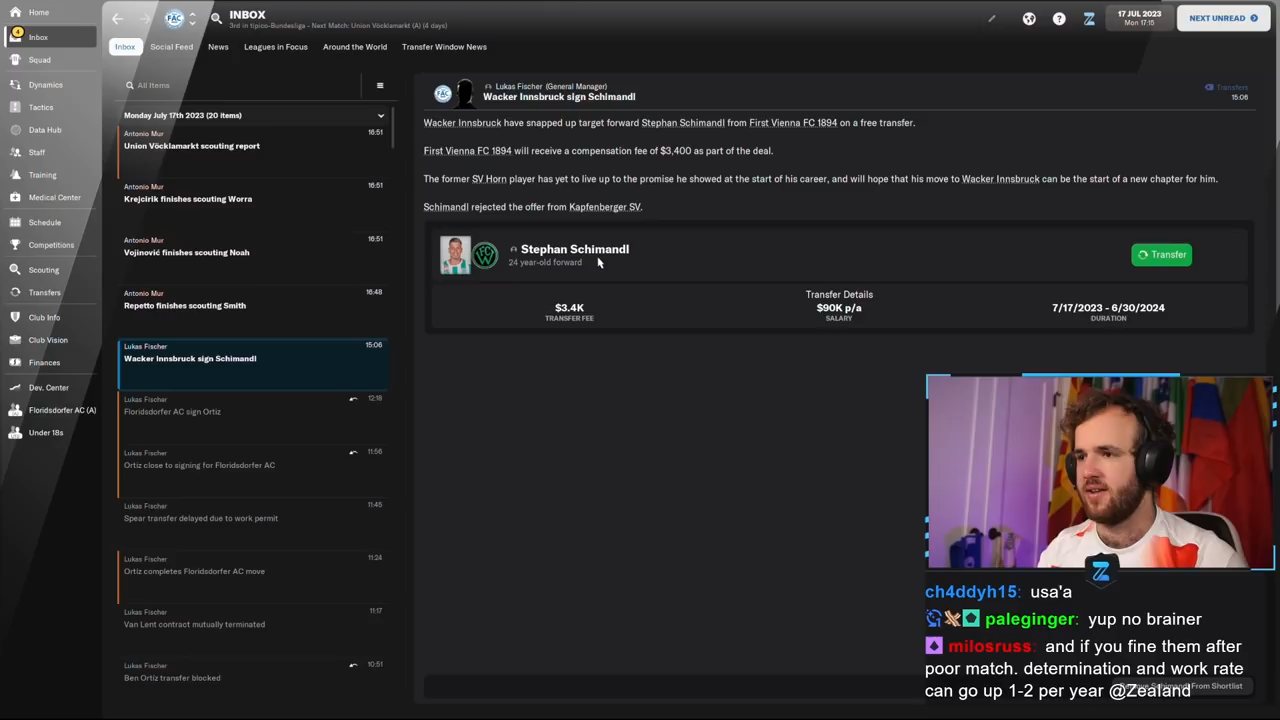 Home
INBOX
3rd in tipico-Bundesliga - Next Match: Union Vöcklamarkt (A) (4 days)
17 JUL 2023
Mon 17:15
NEXT UNREAD
4
Inbox
Squad
Dynamics
Tactics
Data Hub
Staff
Training
Medical Center
Schedule
Competitions
Scouting
Transfers
Club Info
Club Vision
Finances
Dev. Center
Floridsdorfer AC (A)
Under 18s
Inbox
Social Feed
News
Leagues in Focus
Around the World
Transfer Window News
All Items
Monday July 17th 2023 (20 items)
Antonio Mur
16:51
Union Vöcklamarkt scouting report
Antonio Mur
16:51
Krejcirik finishes scouting Worra
Antonio Mur
16:51
Vojinović finishes scouting Noah
Antonio Mur
16:48
Repetto finishes scouting Smith
Lukas Fischer
15:06
Wacker Innsbruck sign Schimandl
Lukas Fischer
12:18
Floridsdorfer AC sign Ortiz
Lukas Fischer
11:56
Ortiz close to signing for Floridsdorfer AC
Lukas Fischer
11:45
Spear transfer delayed due to work permit
Lukas Fischer
11:24
Ortiz completes Floridsdorfer AC move
Lukas Fischer
11:17
Van Lent contract mutually terminated
Lukas Fischer
10:51
Ben Ortíz transfer blocked
Lukas Fischer (General Manager)
Wacker Innsbruck sign Schimandl
Transfers
15:06
Wacker Innsbruck have snapped up target forward Stephan Schimandl from First Vienna FC 1894 on a free transfer.
First Vienna FC 1894 will receive a compensation fee of $3,400 as part of the deal.
The former SV Horn player has yet to live up to the promise he showed at the start of his career, and will hope that his move to Wacker Innsbruck can be the start of a new chapter for him.
Schimandl rejected the offer from Kapfenberger SV.
Stephan Schimandl
24 year-old forward
Transfer
Transfer Details
$3.4K
TRANSFER FEE
$90K p/a
SALARY
7/17/2023 - 6/30/2024
DURATION
ch4ddyh15: usa'a
paleginger: yup no brainer
milosruss: and if you fine them after
poor match. determination and work rate
can go up 1-2 per year @Zealand
Remove Schimandl From Shortlist